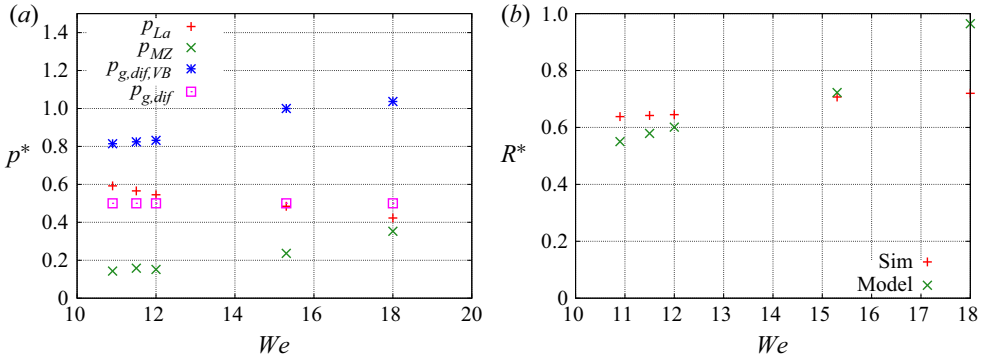 (a)
1.4
1.2
1.0
0.8
0.6
0.4
0.2
0
p*
p_La
p_MZ
p_g,dif,VB
p_g,dif
10 12 14 16 18 20
We
(b)
1.0
0.8
0.6
0.4
0.2
0
R*
Sim
Model
10 11 12 13 14 15 16 17 18
We